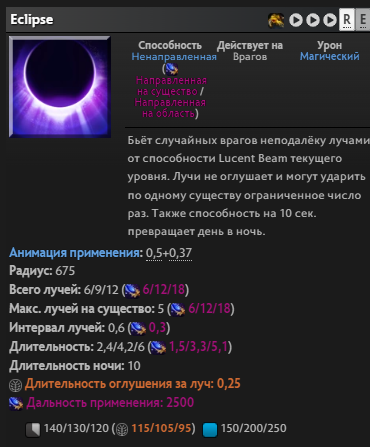 Eclipse
R E
Способность Действует на Урон
Ненаправленная Врагов Магический
(
Направленная
на существо /
Направленная
на область)
Бьёт случайных врагов неподалёку лучами
от способности Lucent Beam текущего
уровня. Лучи не оглушает и могут ударить
по одному существу ограниченное число
раз. Также способность на 10 сек.
превращает день в ночь.
Анимация применения: 0,5+0,37
Радиус: 675
Всего лучей: 6/9/12 ( 6/12/18)
Макс. лучей на существо: 5 ( 6/12/18)
Интервал лучей: 0,6 ( 0,3)
Длительность: 2,4/4,2/6 ( 1,5/3,3/5,1)
Длительность ночи: 10
Длительность оглушения за луч: 0,25
Дальность применения: 2500
140/130/120 ( 115/105/95) 150/200/250